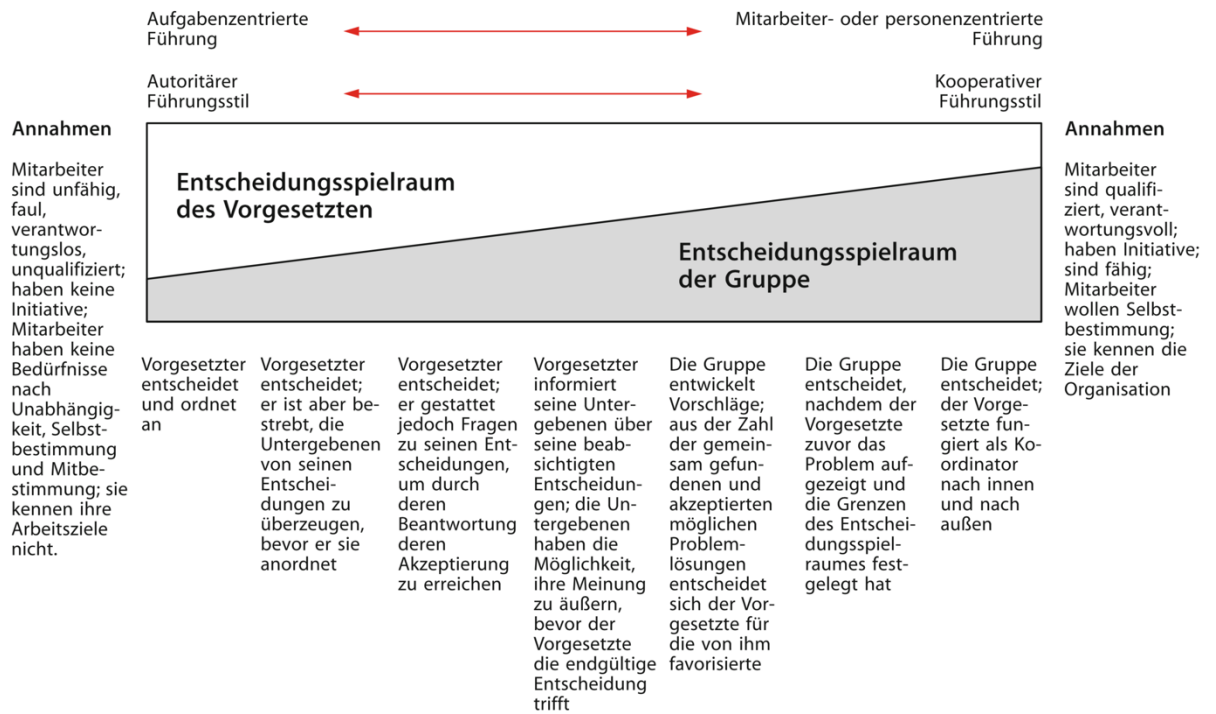 Aufgabenzentrierte
Führung
Mitarbeiter- oder personenzentrierte
Führung
Autoritärer
Führungsstil
Kooperativer
Führungsstil
Annahmen
Mitarbeiter
sind unfähig,
faul,
verantwor-
tungslos,
unqualifiziert;
haben keine
Initiative;
Mitarbeiter
haben keine
Bedürfnisse
nach
Unabhängig-
keit, Selbst-
bestimmung
und Mitbe-
stimmung; sie
kennen ihre
Arbeitsziele
nicht.
Entscheidungsspielraum
des Vorgesetzten
Entscheidungsspielraum
der Gruppe
Annahmen
Mitarbeiter
sind qualifi-
ziert, verant-
wortungsvoll;
haben Initiative;
sind fähig;
Mitarbeiter
wollen Selbst-
bestimmung;
sie kennen die
Ziele der
Organisation
Vorgesetzter
entscheidet
und ordnet
an
Vorgesetzter
entscheidet;
er ist aber be-
strebt, die
Untergebenen
von seinen
Entschei-
dungen zu
überzeugen,
bevor er sie
anordnet
Vorgesetzter
entscheidet;
er gestattet
jedoch Fragen
zu seinen Ent-
scheidungen,
um durch
deren
Beantwortung
deren
Akzeptierung
zu erreichen
Vorgesetzter
informiert
seine Unter-
gebenen über
seine beab-
sichtigten
Entscheidun-
gen; die Un-
tergebenen
haben die
Möglichkeit,
ihre Meinung
zu äußern,
bevor der
Vorgesetzte
die endgültige
Entscheidung
trifft
Die Gruppe
entwickelt
Vorschläge;
aus der Zahl
der gemein-
sam gefun-
denen und
akzeptierten
möglichen
Problem-
lösungen
entscheidet
sich der Vor-
gesetzte für
die von ihm
favorisierte
Die Gruppe
entscheidet,
nachdem der
Vorgesetzte
zuvor das
Problem auf-
gezeigt und
die Grenzen
des Entschei-
dungsspiel-
raumes fest-
gelegt hat
Die Gruppe
entscheidet;
der Vorge-
setzte fun-
giert als Ko-
ordinator
nach innen
und nach
außen